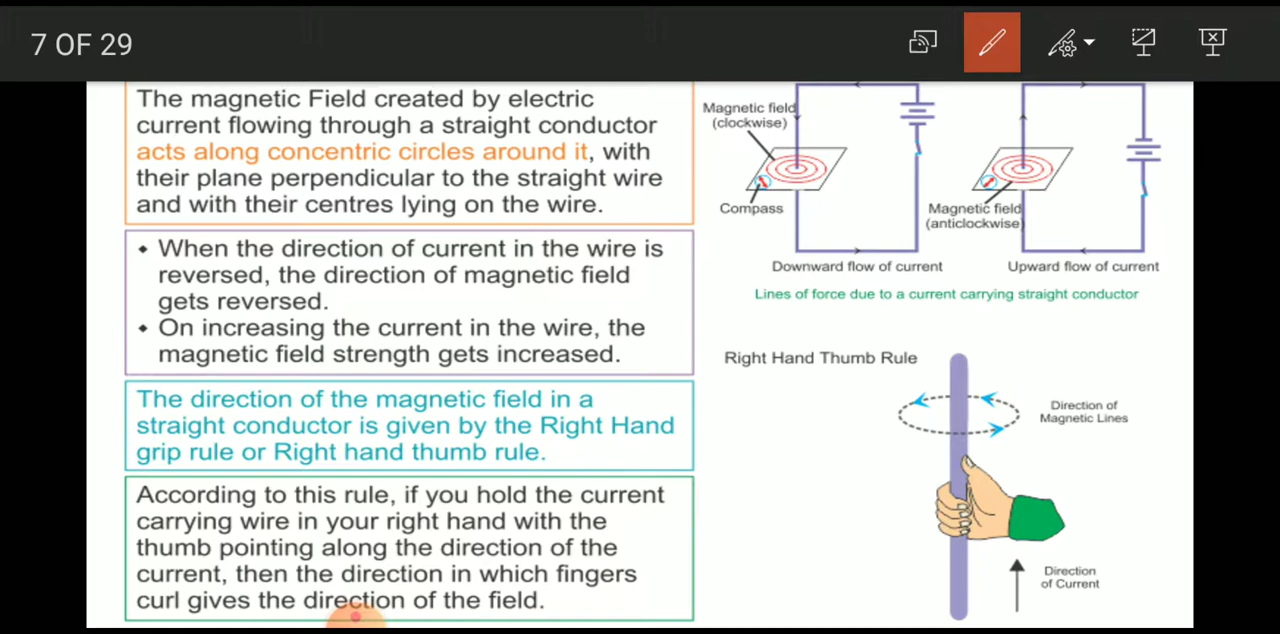 7 OF 29
The magnetic Field created by electric
current flowing through a straight conductor
acts along concentric circles around it, with
their plane perpendicular to the straight wire
and with their centres lying on the wire.
• When the direction of current in the wire is
reversed, the direction of magnetic field
gets reversed.
• On increasing the current in the wire, the
magnetic field strength gets increased.
The direction of the magnetic field in a
straight conductor is given by the Right Hand
grip rule or Right hand thumb rule.
According to this rule, if you hold the current
carrying wire in your right hand with the
thumb pointing along the direction of the
current, then the direction in which fingers
curl gives the direction of the field.
Magnetic field
(clockwise)
Compass
Magnetic field
(anticlockwise)
Downward flow of current
Upward flow of current
Lines of force due to a current carrying straight conductor
Right Hand Thumb Rule
Direction of
Magnetic Lines
Direction
of Current